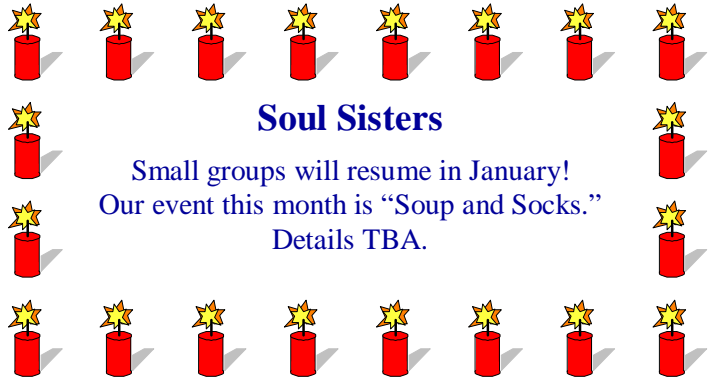 Soul Sisters
Small groups will resume in January!
Our event this month is “Soup and Socks.”
Details TBA.